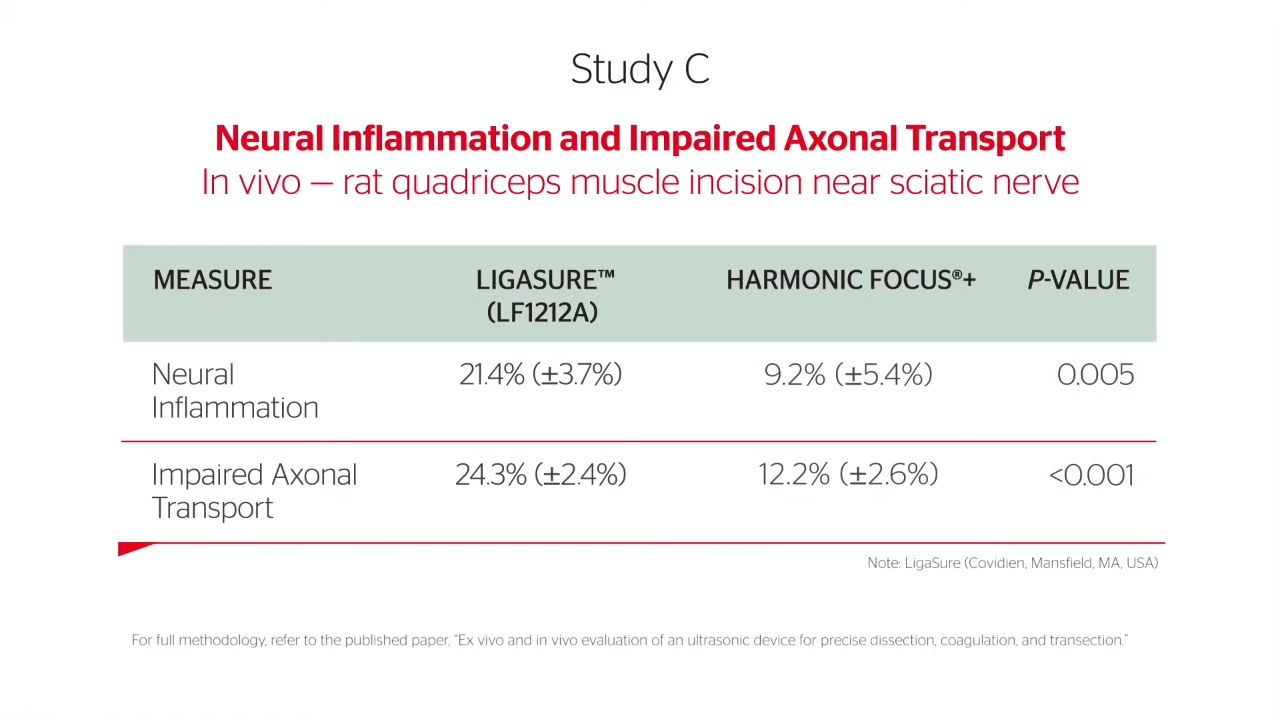 Study C
Neural Inflammation and Impaired Axonal Transport
In vivo — rat quadriceps muscle incision near sciatic nerve
MEASURE LIGASURE™ HARMONIC FOCUS®+ P-VALUE
(LF1212A)
Neural 21.4% (±3.7%) 9.2% (±5.4%) 0.005
Inflammation
Impaired Axonal 24.3% (±2.4%) 12.2% (±2.6%) <0.001
Transport
Note: LigaSure (Covidien, Mansfield, MA, USA)
For full methodology, refer to the published paper, “Ex vivo and in vivo evaluation of an ultrasonic device for precise dissection, coagulation, and transection.”